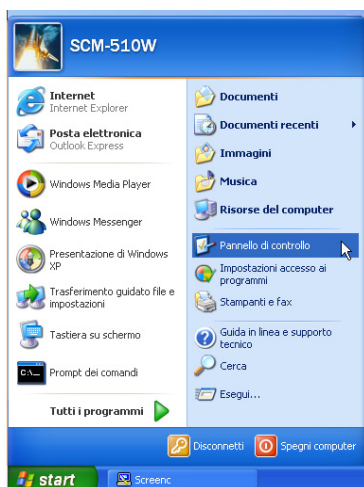 SCM-510W
Internet
Internet Explorer
Posta elettronica
Outlook Express
Windows Media Player
Windows Messenger
Presentazione di Windows
XP
Trasferimento guidato file e
impostazioni
Tastiera su schermo
C:\_
Prompt dei comandi
Tutti i programmi
Documenti
Documenti recenti
Immagini
Musica
Risorse del computer
Pannello di controllo
Impostazioni accesso ai
programmi
Stampanti e fax
Guida in linea e supporto
tecnico
Cerca
Esegui...
Disconnetti
Spegni computer
start
Screenc